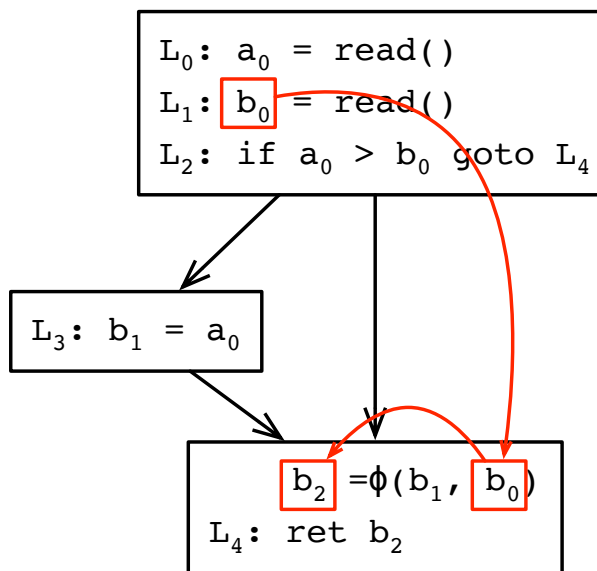 L₀: a₀ = read()
L₁: b₀ = read()
L₂: if a₀ > b₀ goto L₄
L₃: b₁ = a₀
b₂ =ϕ(b₁, b₀)
L₄: ret b₂